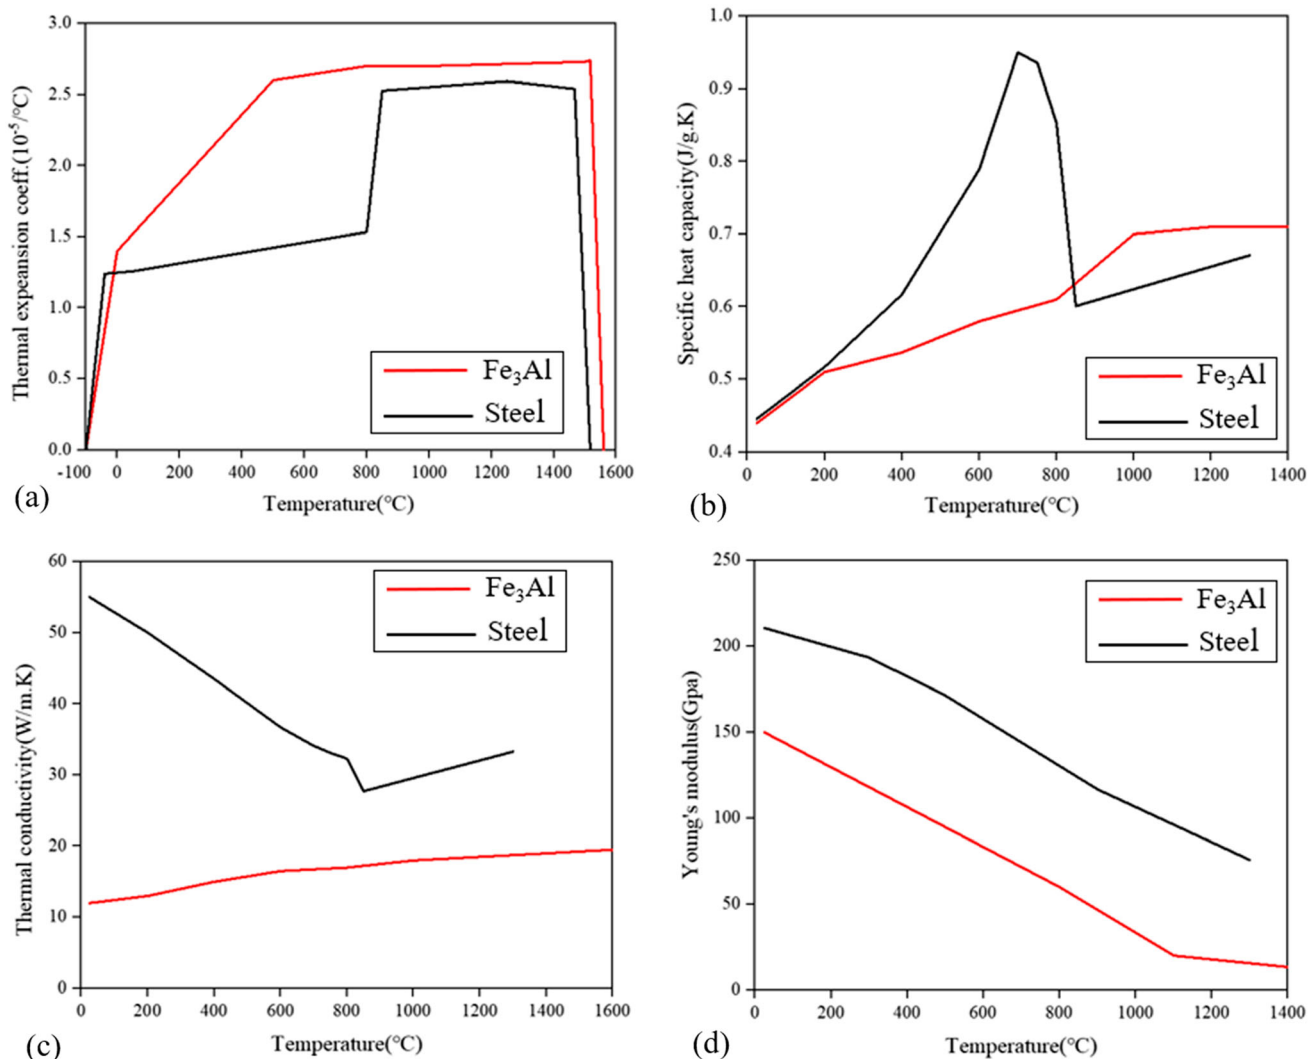 3.0
2.5
2.0
1.5
1.0
0.5
0.0
Thermal expeansion coeff.(10⁻⁵/°C)
-100 0 200 400 600 800 1000 1200 1400 1600
Temperature(°C)
Fe₃Al
Steel
(a)
1.0
0.9
0.8
0.7
0.6
0.5
0.4
Specific heat capacity(J/g.K)
0 200 400 600 800 1000 1200 1400
Temperature(°C)
Fe₃Al
Steel
(b)
60
50
40
30
20
10
0
Thermal conductivity(W/m.K)
0 200 400 600 800 1000 1200 1400 1600
Temperature(°C)
Fe₃Al
Steel
(c)
250
200
150
100
50
0
Young's modulus(Gpa)
0 200 400 600 800 1000 1200 1400
Temperature(°C)
Fe₃Al
Steel
(d)